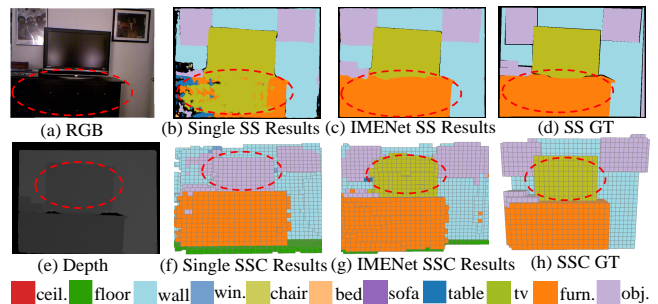 (a) RGB
(b) Single SS Results
(c) IMENet SS Results
(d) SS GT
(e) Depth
(f) Single SSC Results
(g) IMENet SSC Results
(h) SSC GT
ceil. floor wall win. chair bed sofa table tv furn. obj.